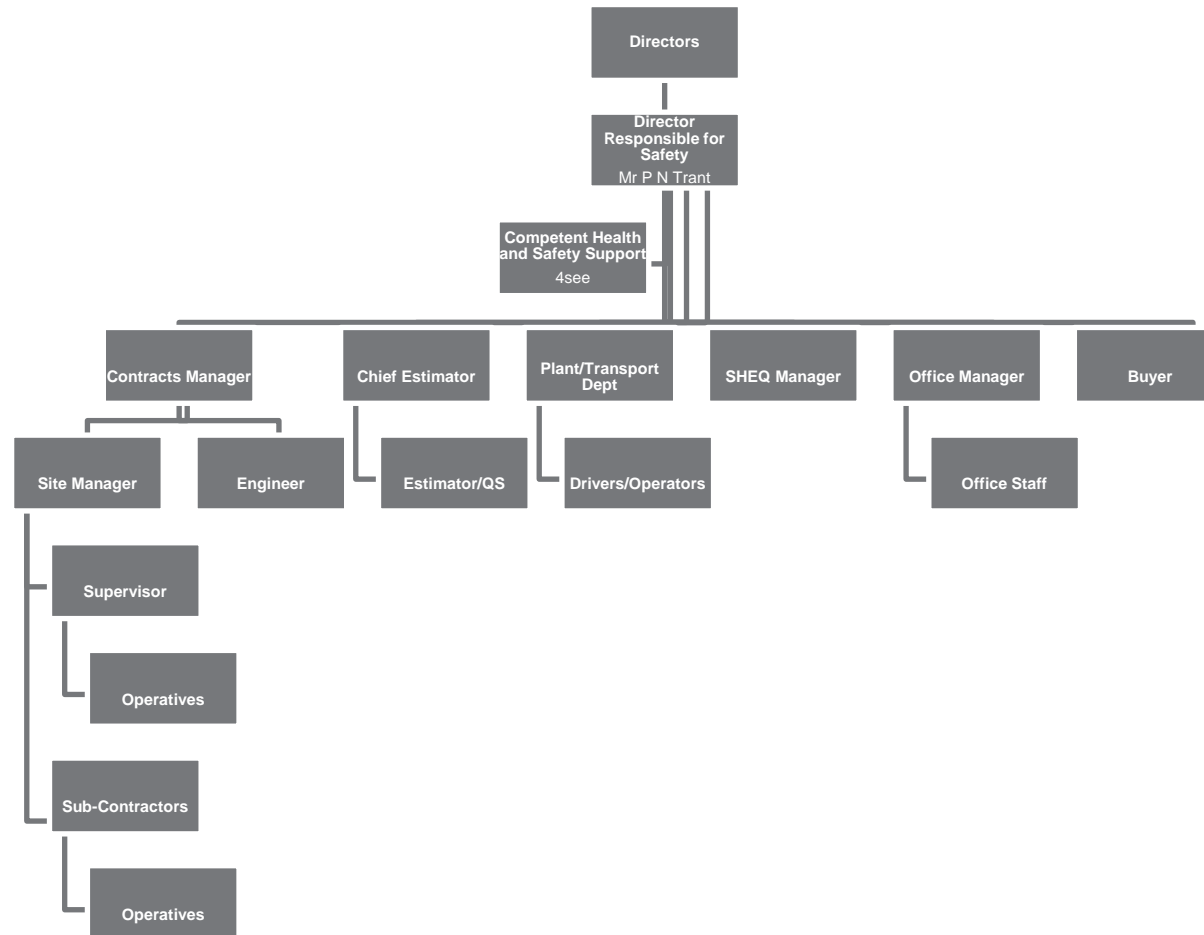 Directors
Director
Responsible for
Safety
Mr P N Trant
Competent Health
and Safety Support
4see
Contracts Manager
Chief Estimator
Plant/Transport
Dept
SHEQ Manager
Office Manager
Buyer
Site Manager
Engineer
Estimator/QS
Drivers/Operators
Office Staff
Supervisor
Operatives
Sub-Contractors
Operatives